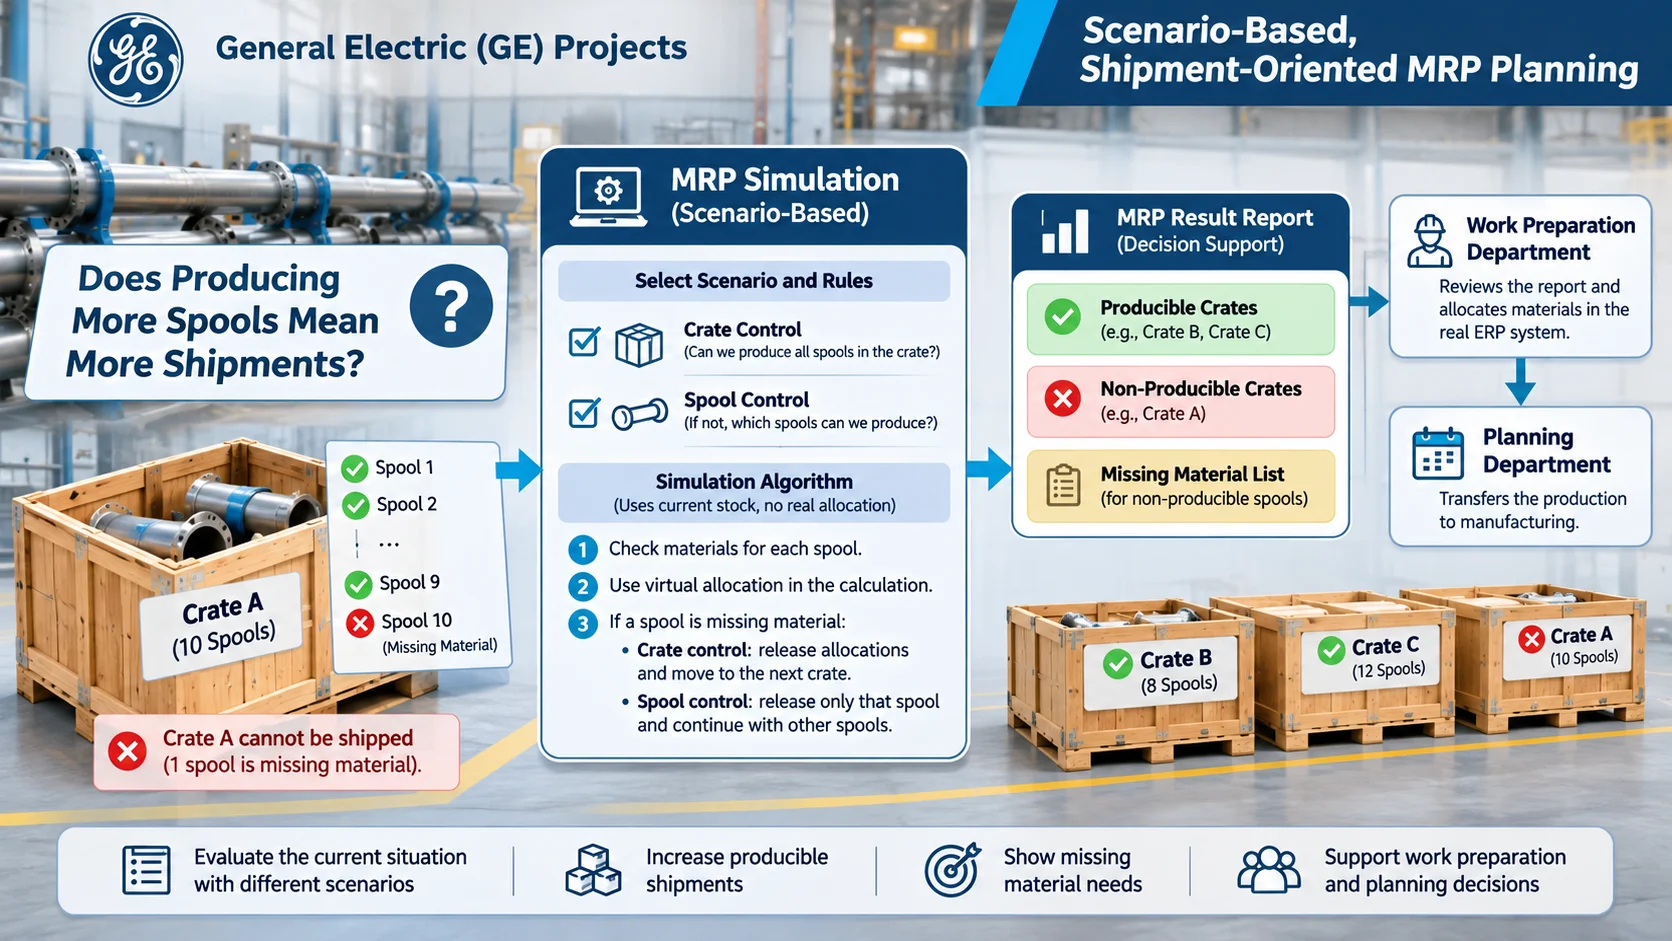 GE
General Electric (GE) Projects
Scenario-Based,
Shipment-Oriented MRP Planning
Does Producing
More Spools Mean
More Shipments?
?
Spool 1
Spool 2
...
Spool 9
Spool 10
(Missing Material)
Crate A
(10 Spools)
Crate A cannot be shipped
(1 spool is missing material).
MRP Simulation
(Scenario-Based)
Select Scenario and Rules
Crate Control
(Can we produce all spools in the crate?)
Spool Control
(If not, which spools can we produce?)
Simulation Algorithm
(Uses current stock, no real allocation)
1 Check materials for each spool.
2 Use virtual allocation in the calculation.
3 If a spool is missing material:
• Crate control: release allocations
and move to the next crate.
• Spool control: release only that spool
and continue with other spools.
MRP Result Report
(Decision Support)
Producible Crates
(e.g., Crate B, Crate C)
Non-Producible Crates
(e.g., Crate A)
Missing Material List
(for non-producible spools)
Work Preparation
Department
Reviews the report and
allocates materials in the
real ERP system.
Planning
Department
Transfers the production
to manufacturing.
Crate B
(8 Spools)
Crate C
(12 Spools)
Crate A
(10 Spools)
Evaluate the current situation
with different scenarios
Increase producible
shipments
Show missing
material needs
Support work preparation
and planning decisions